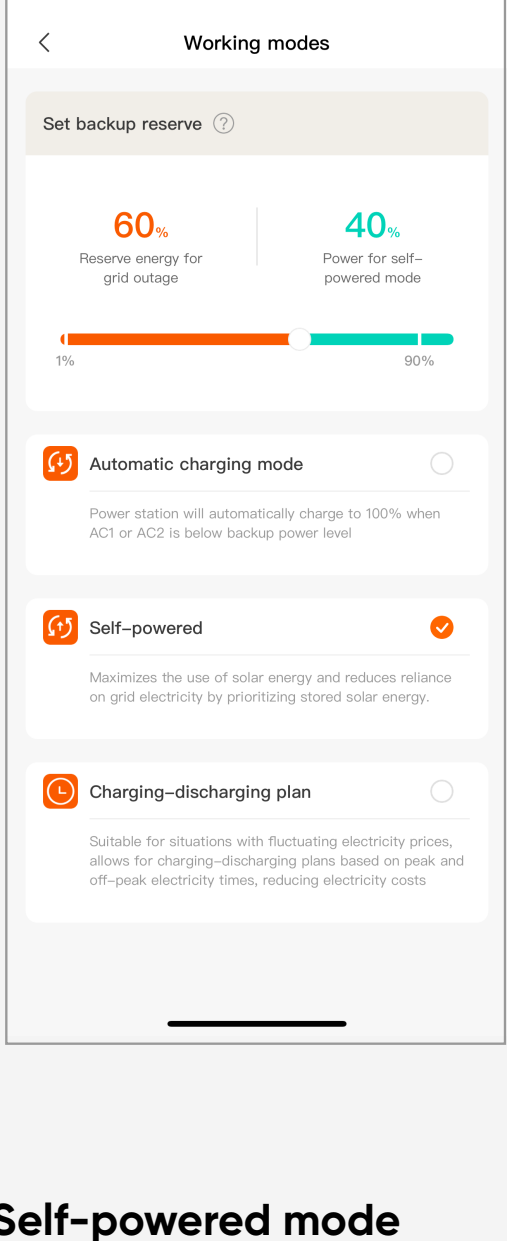 Working modes
Set backup reserve ?
60%
Reserve energy for
grid outage
40%
Power for self-
powered mode
1%
90%
Automatic charging mode
Power station will automatically charge to 100% when
AC1 or AC2 is below backup power level
Self-powered
Maximizes the use of solar energy and reduces reliance
on grid electricity by prioritizing stored solar energy.
Charging-discharging plan
Suitable for situations with fluctuating electricity prices,
allows for charging-discharging plans based on peak and
off-peak electricity times, reducing electricity costs
Self-powered mode